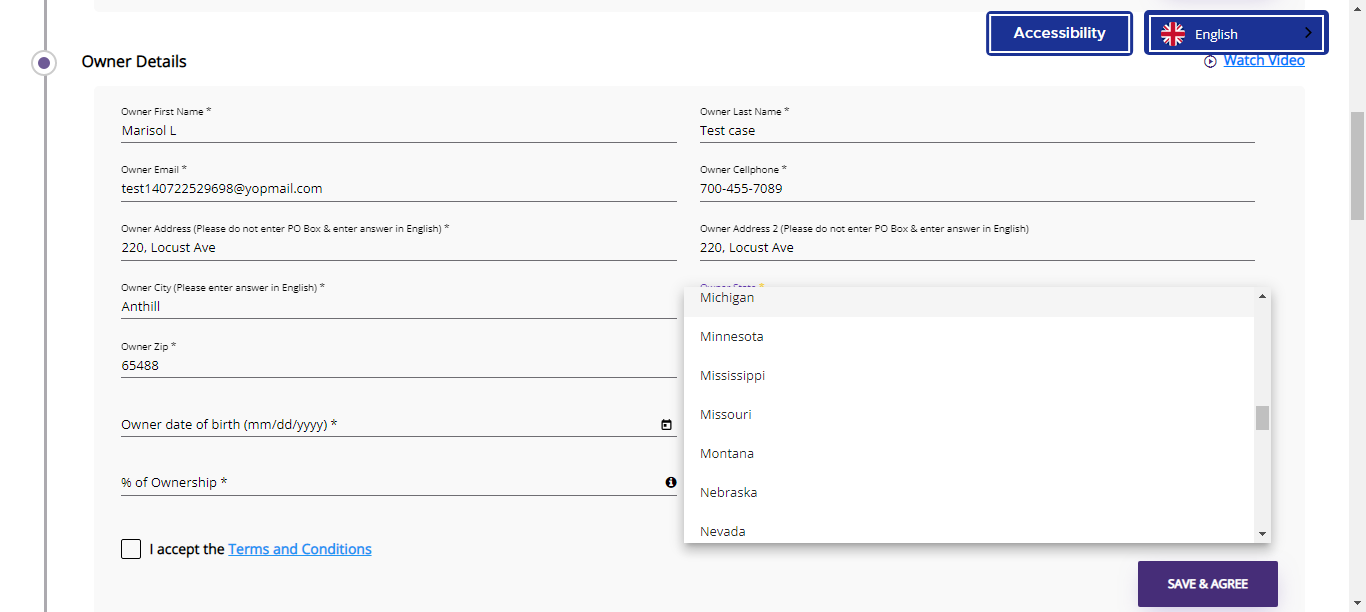 Accessibility
English
Owner Details
Watch Video
Owner First Name *
Marisol L
Owner Last Name *
Test case
Owner Email *
test140722529698@yopmail.com
Owner Cellphone *
700-455-7089
Owner Address (Please do not enter PO Box & enter answer in English) *
220, Locust Ave
Owner Address 2 (Please do not enter PO Box & enter answer in English)
220, Locust Ave
Owner City (Please enter answer in English) *
Anthill
Owner State *
Michigan
Minnesota
Mississippi
Missouri
Montana
Nebraska
Nevada
Owner Zip *
65488
Owner date of birth (mm/dd/yyyy) *
% of Ownership *
I accept the Terms and Conditions
SAVE & AGREE